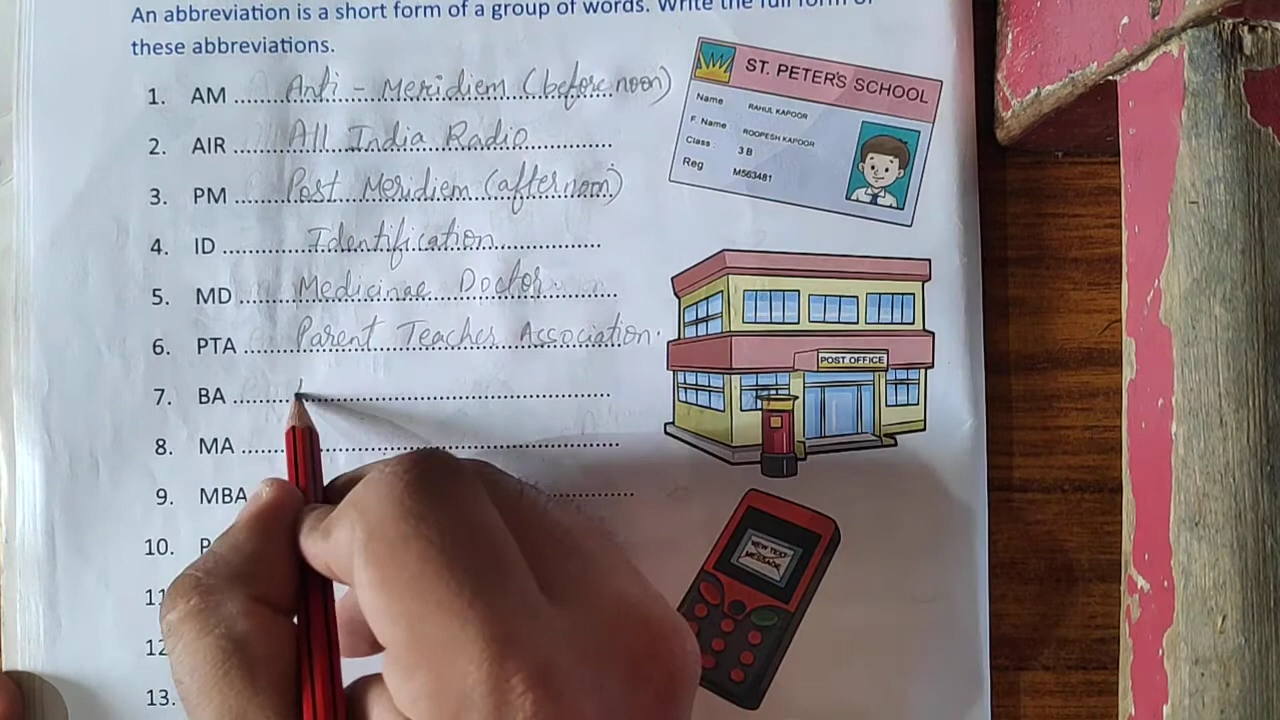 An abbreviation is a short form of a group of words. Write the full form of
these abbreviations.
1. AM ........ Anti - Meridiem (before noon)
2. AIR ........ All India Radio
3. PM ........ Post Meridiem (afternoon)
4. ID ........ Identification
5. MD ........ Medicinae Doctor
6. PTA ........ Parent Teacher Association.
7. BA ........
8. MA ........
9. MBA ........
10. P
11
12
13.
ST. PETER'S SCHOOL
Name RAHUL KAPOOR
F. Name : ROOPESH KAPOOR
Class : 3 B
Reg M563481
POST OFFICE
NEW TEXT
MESSAGE